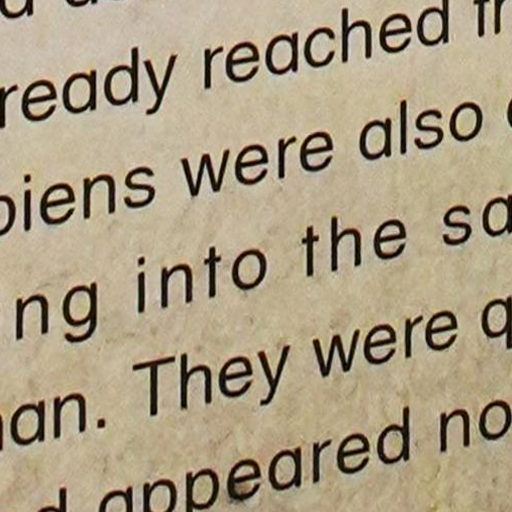 ready reached
piens were also
ng into the sa
an. They were q
d appeared no